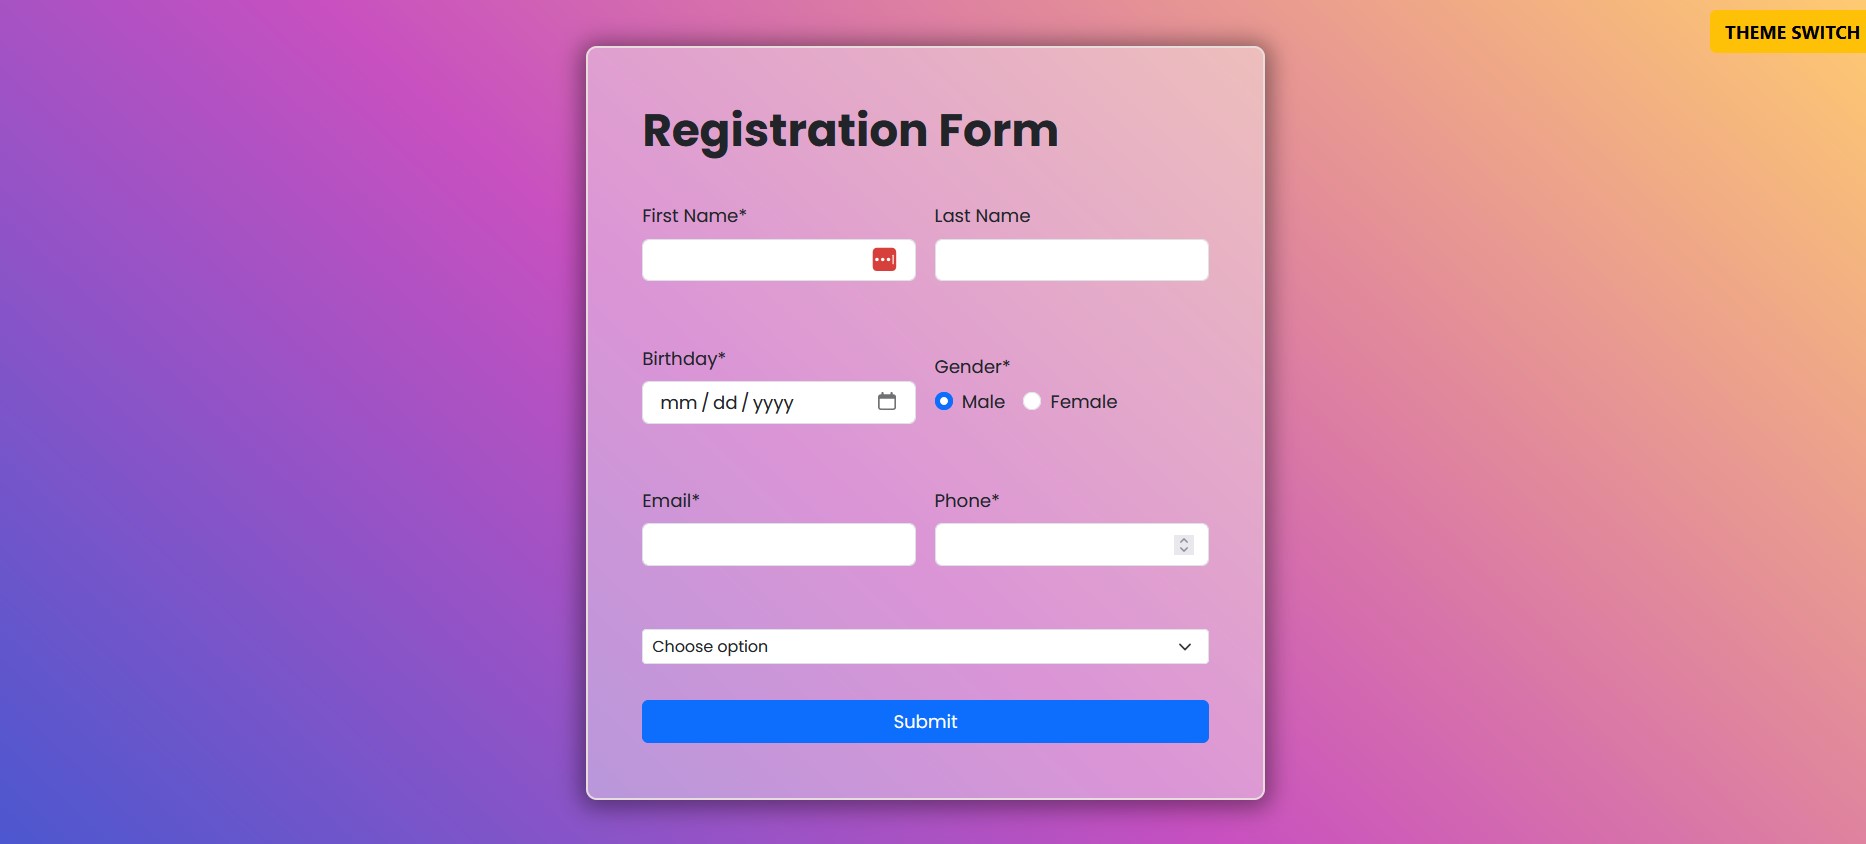 THEME SWITCH
Registration Form
First Name*
Last Name
Birthday*
Gender*
mm / dd / yyyy
Male
Female
Email*
Phone*
Choose option
Submit